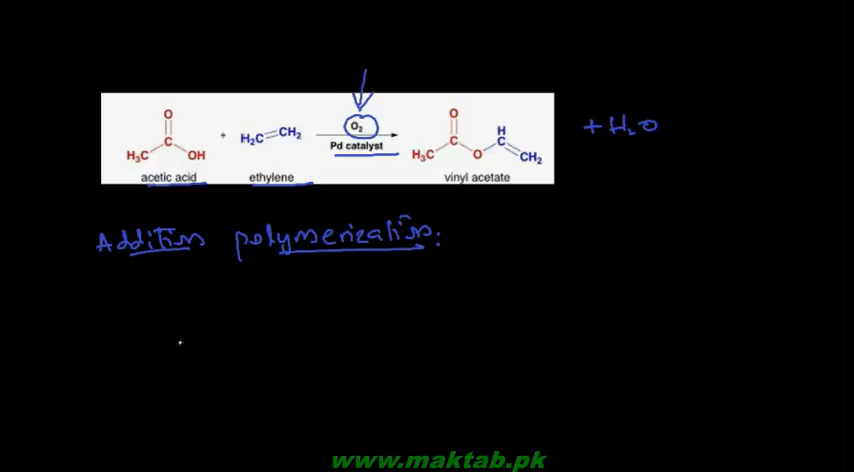 O
O
H
H₃C C OH + H₂C CH₂ O₂ H₃C C O C CH₂ + H₂O
Pd catalyst
acetic acid ethylene vinyl acetate
Addition polymerization:
www.maktab.pk